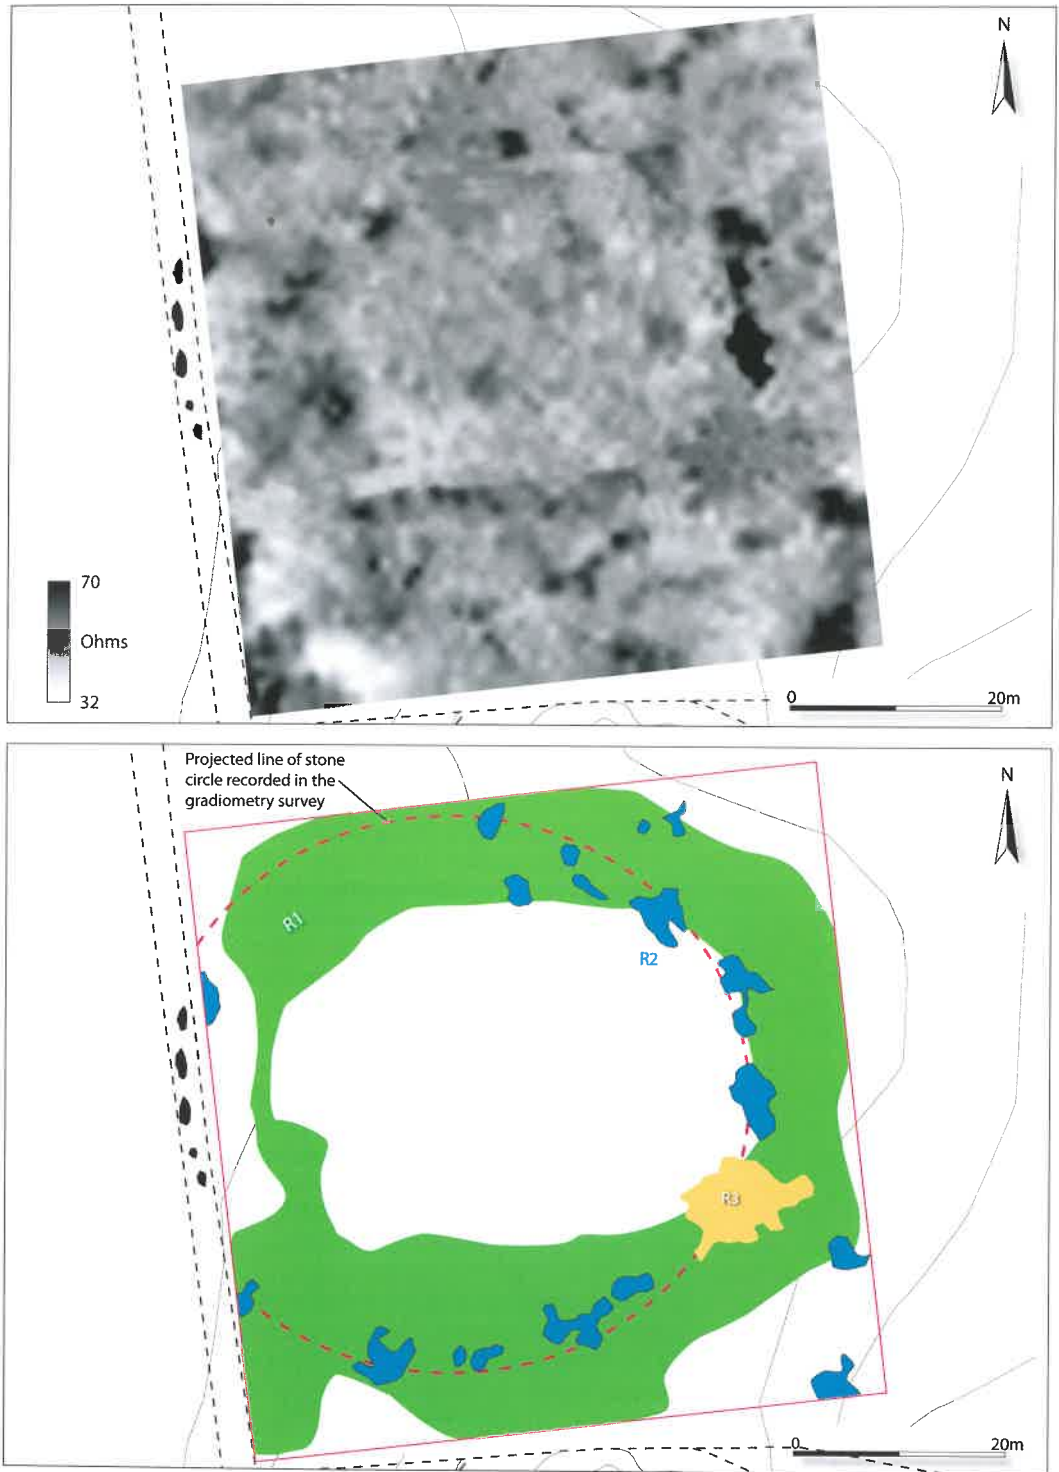 N
70
Ohms
32
0 20m
Projected line of stone
circle recorded in the
gradiometry survey
N
R1
R2
R3
0 20m